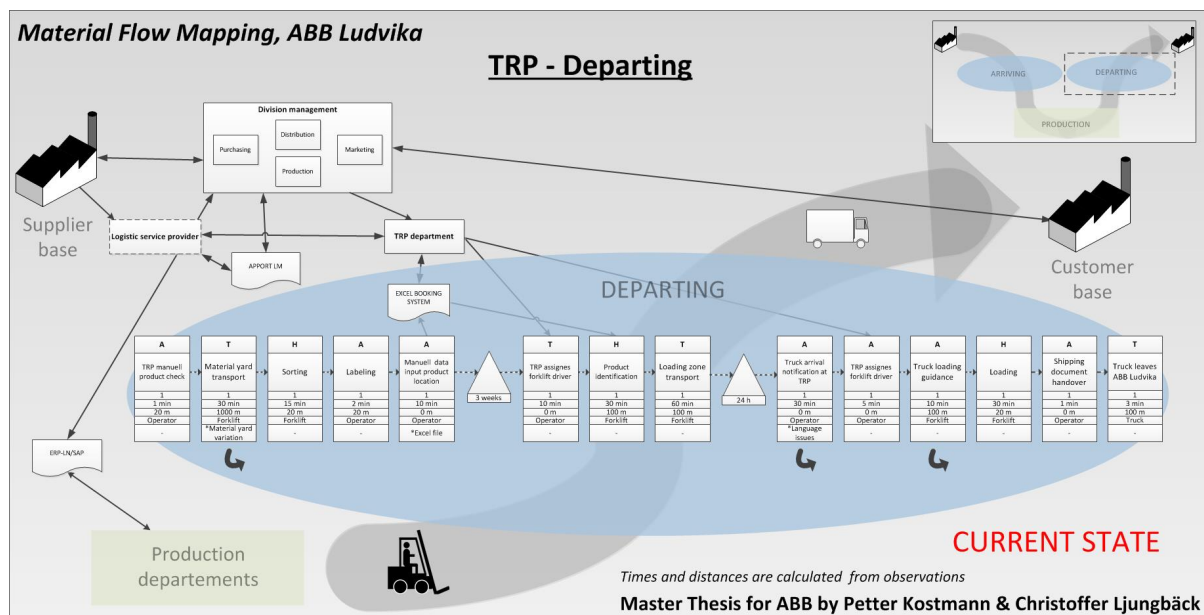 Material Flow Mapping, ABB Ludvika
TRP - Departing
ARRIVING
DEPARTING
PRODUCTION
Division management
Purchasing
Distribution
Production
Marketing
Supplier
base
Logistic service provider
TRP department
APPORT LM
EXCEL BOOKING
SYSTEM
Customer
base
DEPARTING
A
TRP manuell
product check
1
1 min
20 m
Operator
-
T
Material yard
transport
1
30 min
1000 m
Forklift
*Material yard
variation
H
Sorting
1
15 min
20 m
Forklift
-
A
Labeling
1
2 min
20 m
Operator
-
A
Manuell data
input product
location
1
10 min
0 m
Operator
*Excel file
3 weeks
T
TRP assignes
forklift driver
1
10 min
0 m
Operator
-
H
Product
identification
1
30 min
100 m
Forklift
-
T
Loading zone
transport
1
60 min
100 m
Forklift
-
24 h
A
Truck arrival
notification at
TRP
1
30 min
0 m
Operator
*Language
issues
A
TRP assignes
forklift driver
1
5 min
0 m
Operator
-
A
Truck loading
guidance
1
10 min
100 m
Forklift
-
H
Loading
1
30 min
20 m
Forklift
-
A
Shipping
document
handover
1
1 min
0 m
Operator
-
T
Truck leaves
ABB Ludvika
1
3 min
100 m
Truck
-
ERP-LN/SAP
Production
departements
CURRENT STATE
Times and distances are calculated from observations
Master Thesis for ABB by Petter Kostmann & Christoffer Ljungbäck